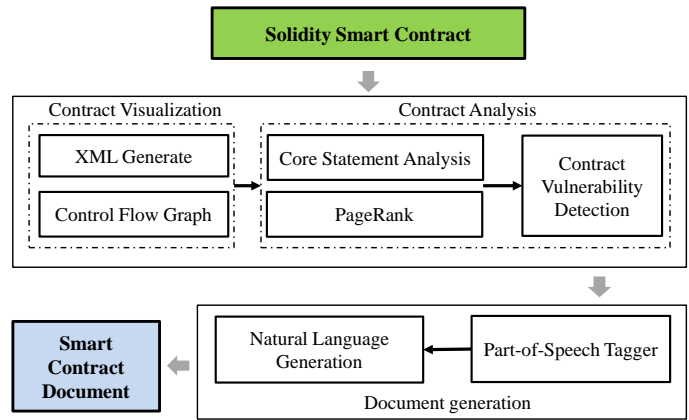 Solidity Smart Contract
Contract Visualization
Contract Analysis
XML Generate
Control Flow Graph
Core Statement Analysis
PageRank
Contract
Vulnerability
Detection
Smart
Contract
Document
Natural Language
Generation
Part-of-Speech Tagger
Document generation